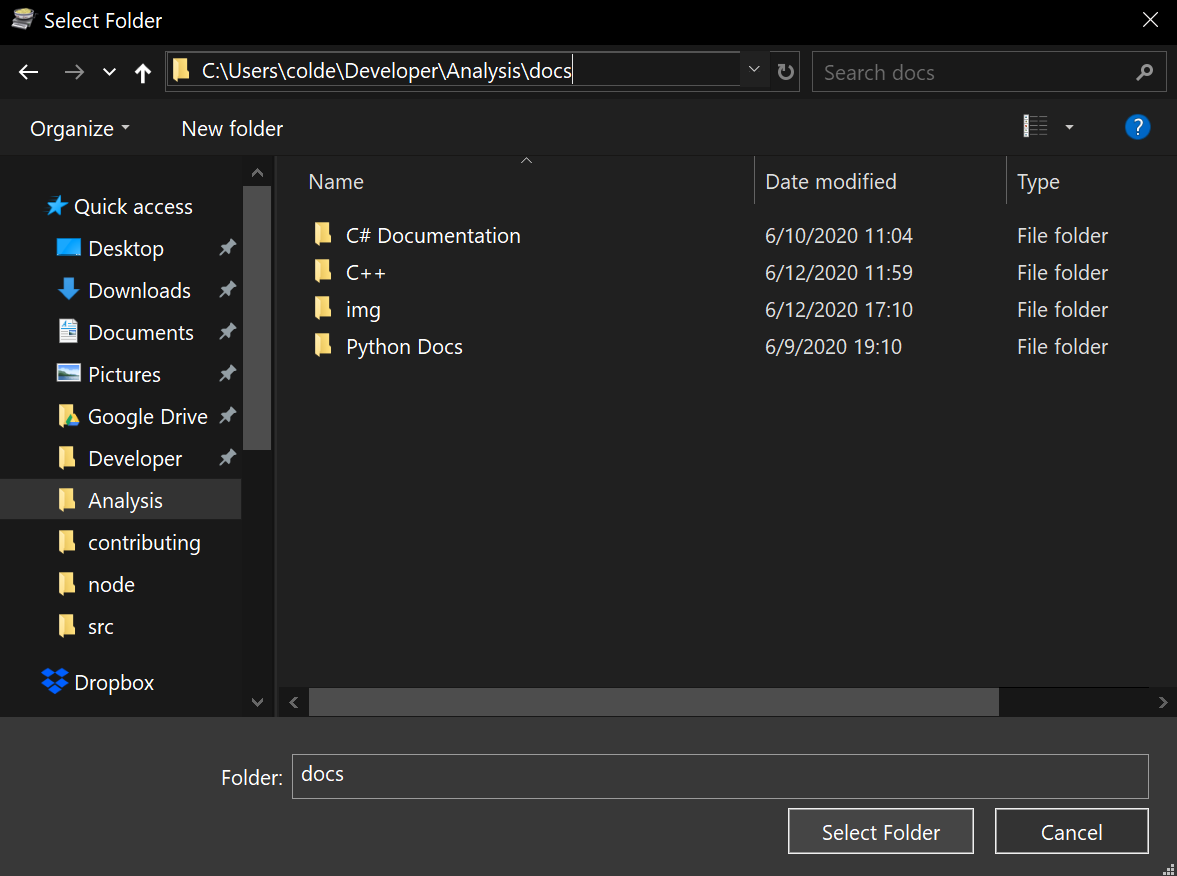 Select Folder
C:\Users\colde\Developer\Analysis\docs
Search docs
Organize
New folder
?
Quick access
Desktop
Downloads
Documents
Pictures
Google Drive
Developer
Analysis
contributing
node
src
Dropbox
Name Date modified Type
C# Documentation 6/10/2020 11:04 File folder
C++ 6/12/2020 11:59 File folder
img 6/12/2020 17:10 File folder
Python Docs 6/9/2020 19:10 File folder
Folder: docs
Select Folder
Cancel